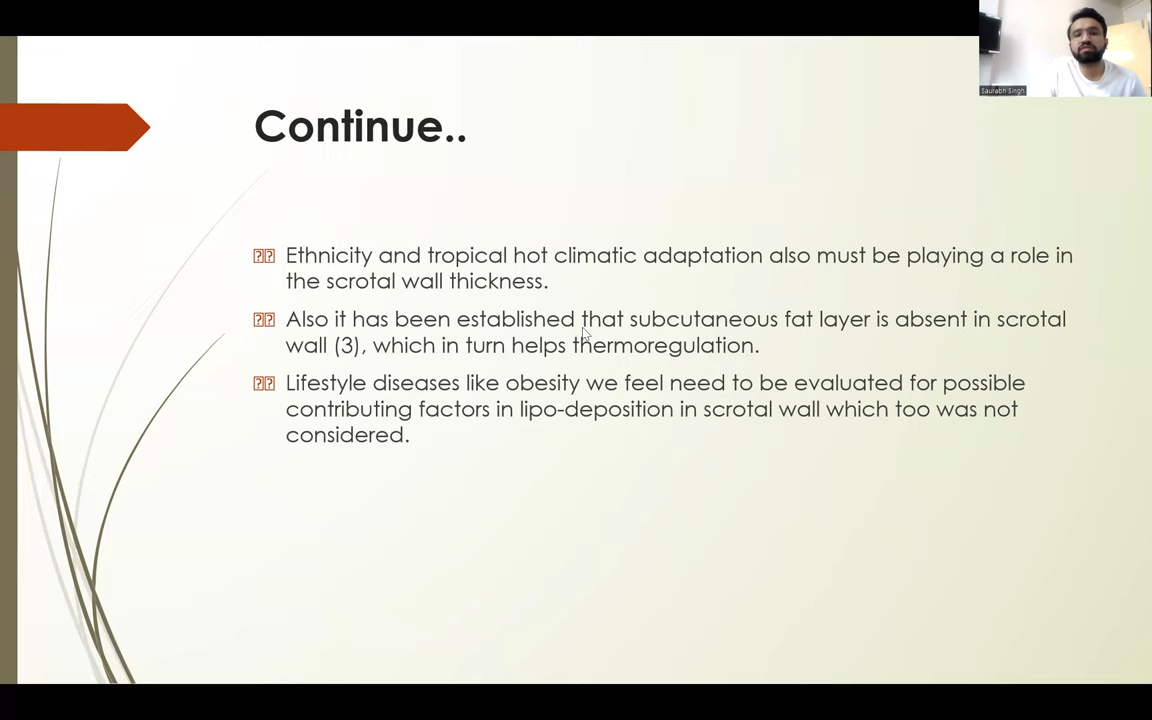 Saurabh Singh
Continue..
Ethnicity and tropical hot climatic adaptation also must be playing a role in
the scrotal wall thickness.
Also it has been established that subcutaneous fat layer is absent in scrotal
wall (3), which in turn helps thermoregulation.
Lifestyle diseases like obesity we feel need to be evaluated for possible
contributing factors in lipo-deposition in scrotal wall which too was not
considered.